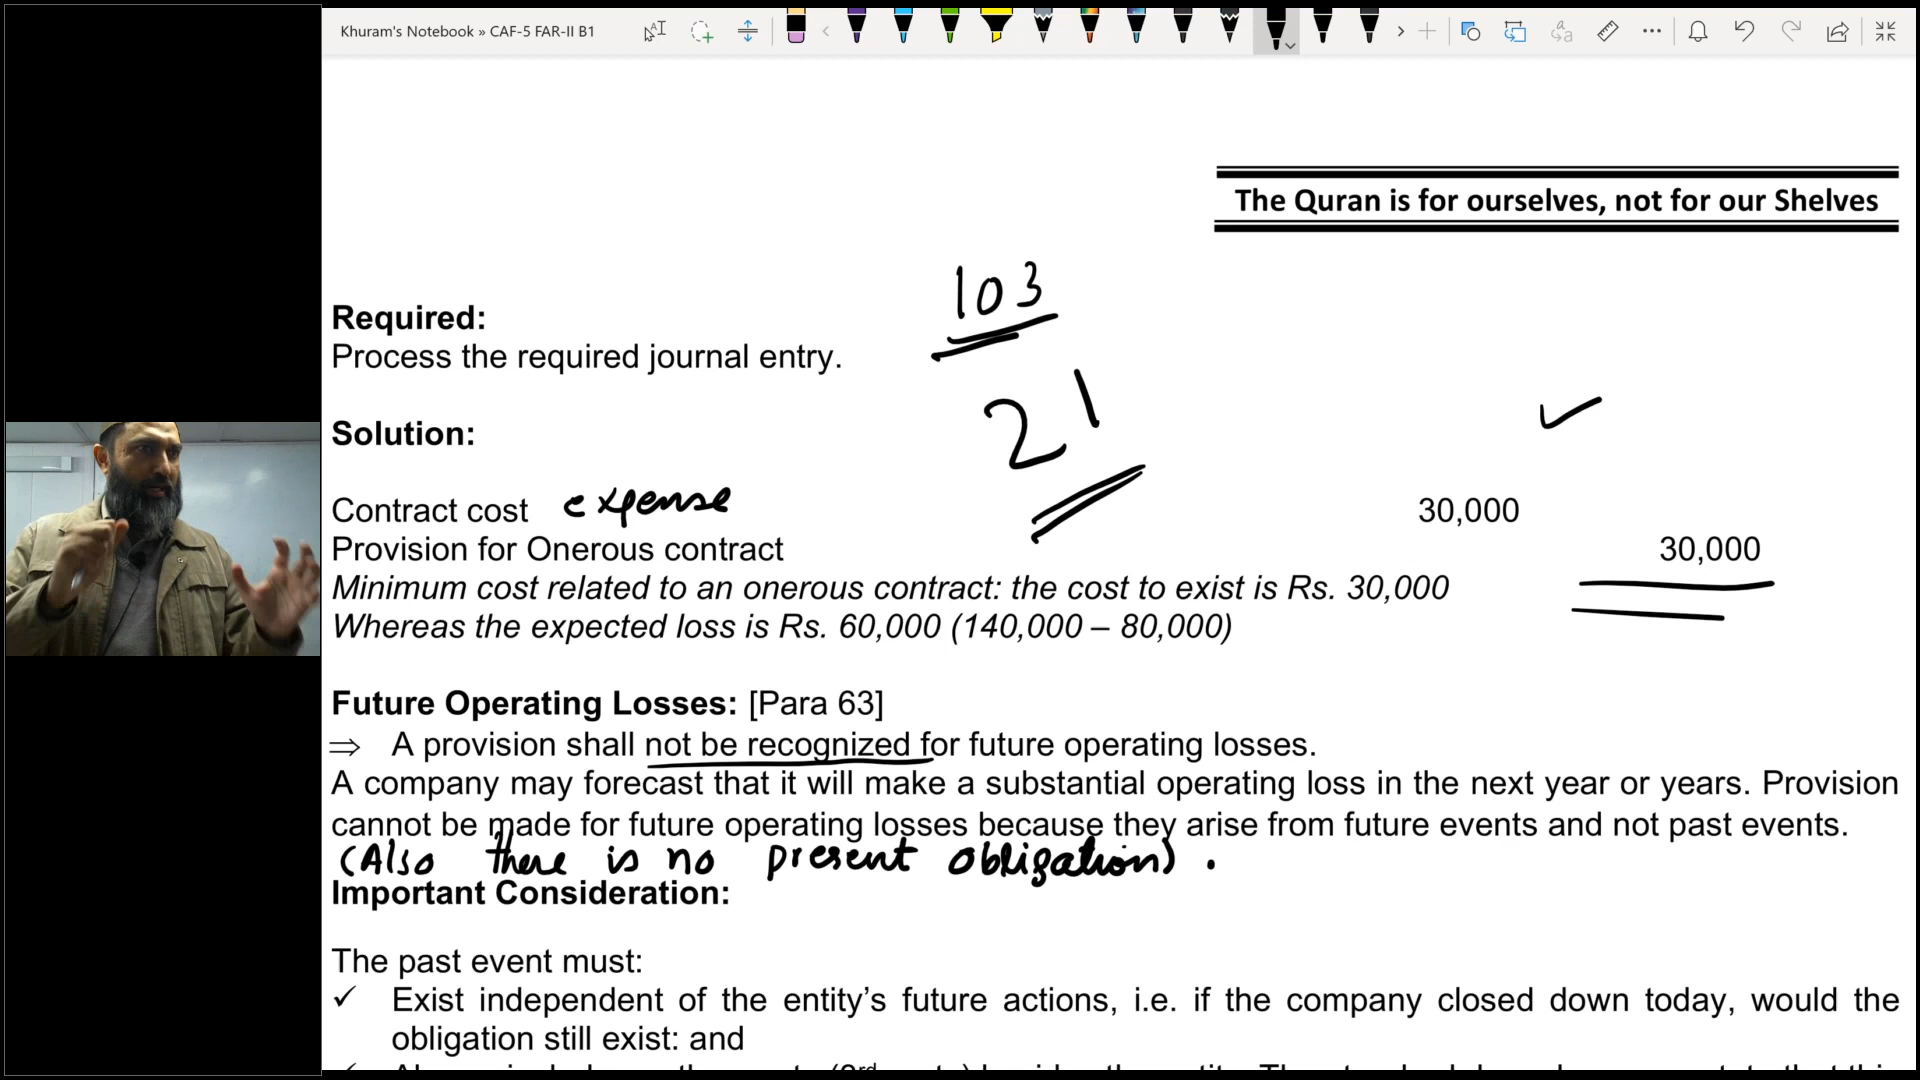 Khuram's Notebook » CAF-5 FAR-II B1
The Quran is for ourselves, not for our Shelves
103
Required:
Process the required journal entry.
21
Solution:
Contract cost expense 30,000
Provision for Onerous contract 30,000
Minimum cost related to an onerous contract: the cost to exist is Rs. 30,000
Whereas the expected loss is Rs. 60,000 (140,000 – 80,000)
Future Operating Losses: [Para 63]
⇒ A provision shall not be recognized for future operating losses.
A company may forecast that it will make a substantial operating loss in the next year or years. Provision
cannot be made for future operating losses because they arise from future events and not past events.
(Also there is no present obligation).
Important Consideration:
The past event must:
✓ Exist independent of the entity’s future actions, i.e. if the company closed down today, would the
obligation still exist: and